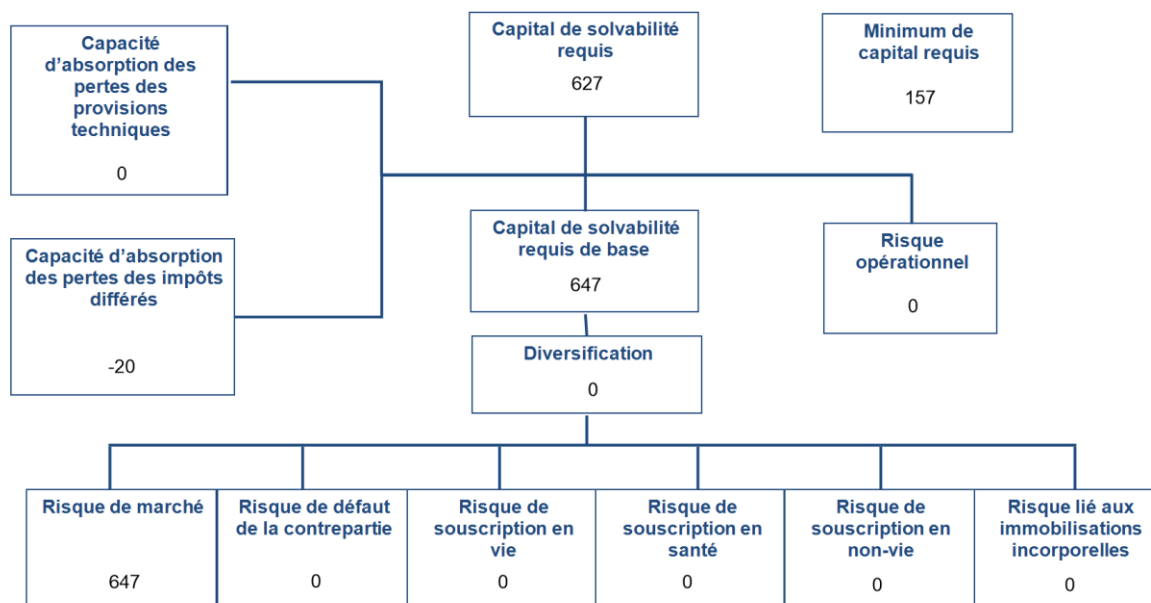 Capacité
d’absorption des
pertes des
provisions
techniques
0
Capital de solvabilité
requis
627
Minimum de
capital requis
157
Capacité d’absorption
des pertes des impôts
différés
-20
Capital de solvabilité
requis de base
647
Risque
opérationnel
0
Diversification
0
Risque de marché
647
Risque de défaut
de la contrepartie
0
Risque de
souscription en
vie
0
Risque de
souscription en
santé
0
Risque de
souscription en
non-vie
0
Risque lié aux
immobilisations
incorporelles
0